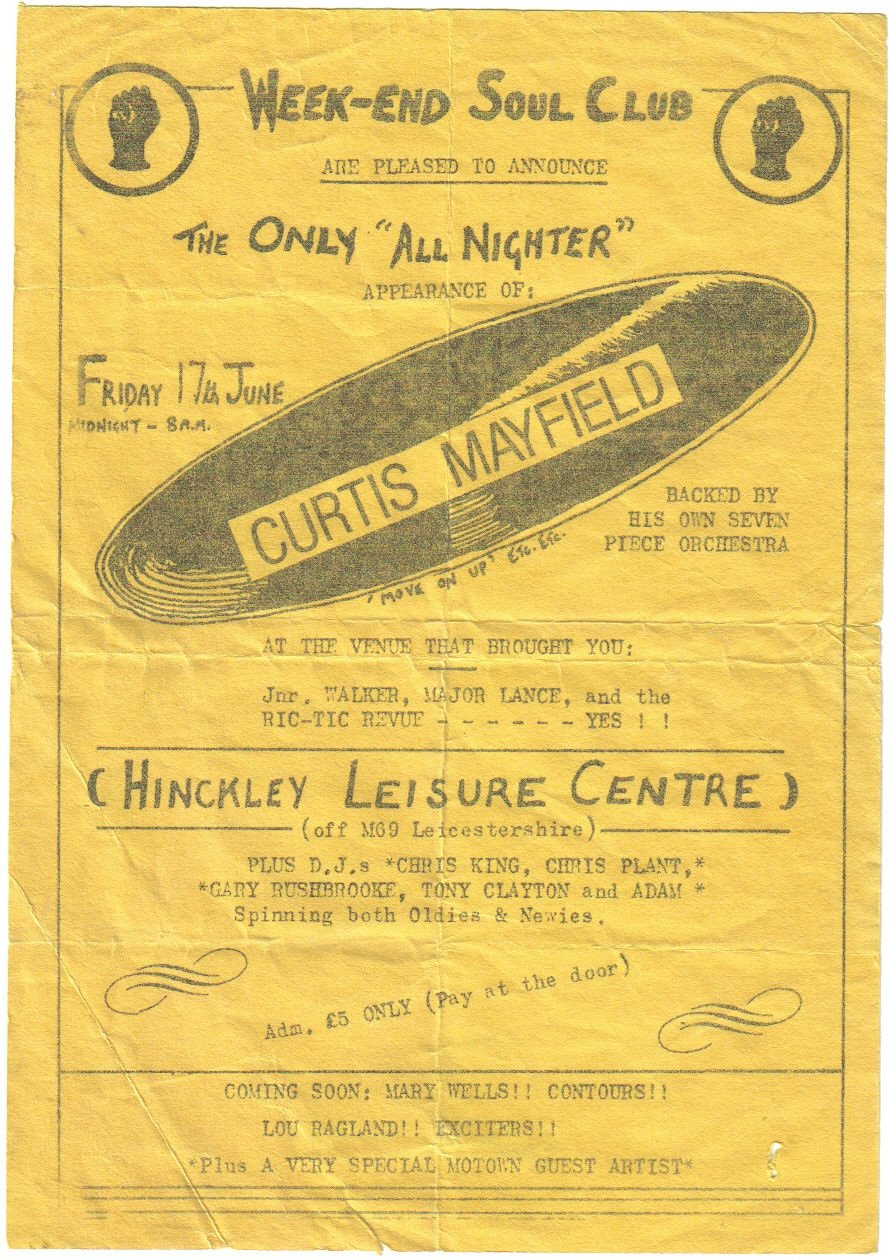 WEEK-END SOUL CLUB
ARE PLEASED TO ANNOUNCE
THE ONLY "ALL NIGHTER"
APPEARANCE OF:
FRIDAY 17th JUNE
MIDNIGHT - 8 A.M.
CURTIS MAYFIELD
'MOVE ON UP' ETC. ETC.
BACKED BY
HIS OWN SEVEN
PIECE ORCHESTRA
AT THE VENUE THAT BROUGHT YOU:
Jnr. WALKER, MAJOR LANCE, and the
RIC-TIC REVUE - - - - - - YES ! !
(HINCKLEY LEISURE CENTRE)
(off M69 Leicestershire)
PLUS D.J.s *CHRIS KING, CHRIS PLANT,*
*GARY RUSHBROOKE, TONY CLAYTON and ADAM *
Spinning both Oldies & Newies.
Adm. £5 ONLY (Pay at the door)
COMING SOON: MARY WELLS!! CONTOURS!!
LOU RAGLAND!! EXCITERS!!
*Plus A VERY SPECIAL MOTOWN GUEST ARTIST*